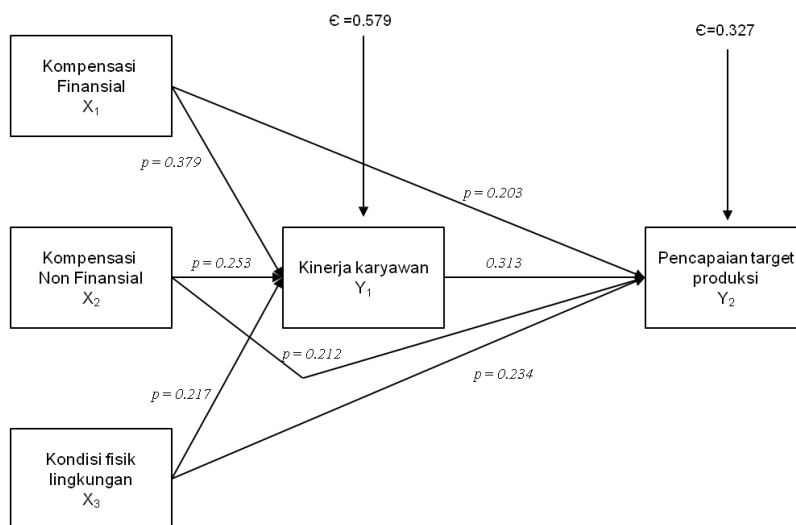 Є=0.579
Є=0.327
Kompensasi
Finansial
X₁
p = 0.379
p = 0.203
Kompensasi
Non Finansial
X₂
p = 0.253
Kinerja karyawan
Y₁
0.313
Pencapaian target
produksi
Y₂
p = 0.212
p = 0.234
p = 0.217
Kondisi fisik
lingkungan
X₃